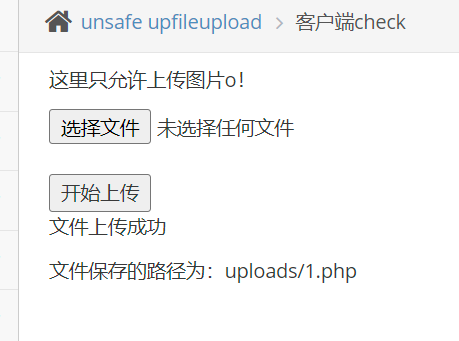 unsafe upfileupload > 客户端check
这里只允许上传图片o!
选择文件 未选择任何文件
开始上传
文件上传成功
文件保存的路径为：uploads/1.php